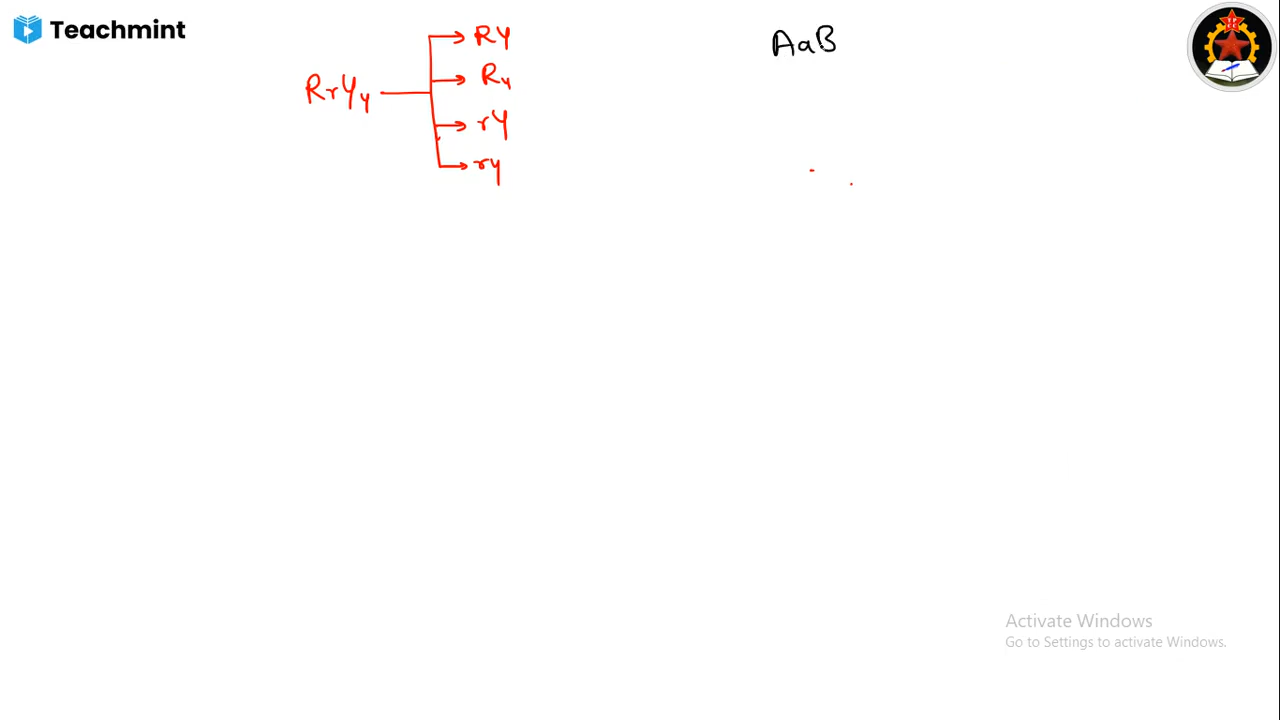 Teachmint
RrYy
RY
Ry
rY
ry
AaB
Activate Windows
Go to Settings to activate Windows.